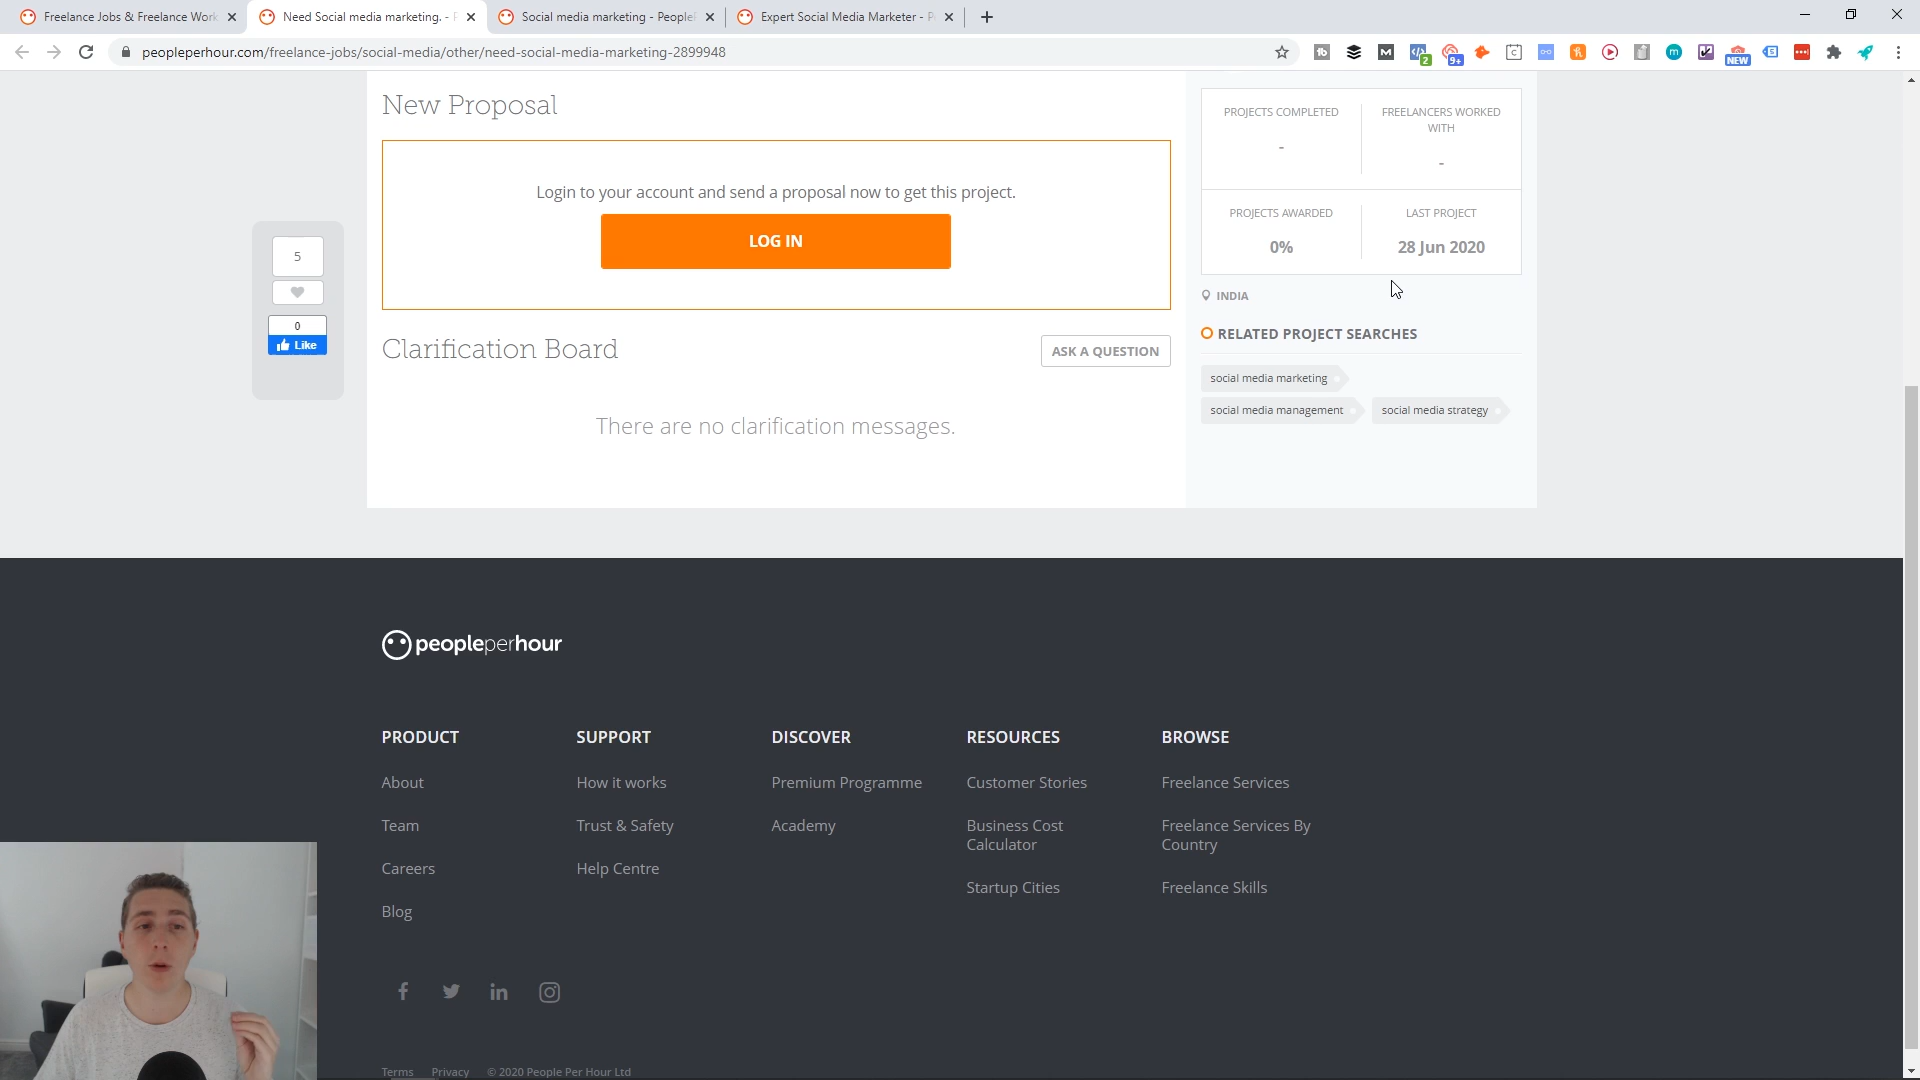 Freelance Jobs & Freelance Work
Need Social media marketing. - P
Social media marketing - PeopleP
Expert Social Media Marketer - P
peopleperhour.com/freelance-jobs/social-media/other/need-social-media-marketing-2899948
2
9+
NEW
New Proposal
Login to your account and send a proposal now to get this project.
LOG IN
PROJECTS COMPLETED
-
FREELANCERS WORKED
WITH
-
PROJECTS AWARDED
0%
LAST PROJECT
28 Jun 2020
INDIA
5
0
Like
Clarification Board
ASK A QUESTION
There are no clarification messages.
RELATED PROJECT SEARCHES
social media marketing
social media management
social media strategy
peopleperhour
PRODUCT
About
Team
Careers
Blog
SUPPORT
How it works
Trust & Safety
Help Centre
DISCOVER
Premium Programme
Academy
RESOURCES
Customer Stories
Business Cost
Calculator
Startup Cities
BROWSE
Freelance Services
Freelance Services By
Country
Freelance Skills
Terms Privacy © 2020 People Per Hour Ltd